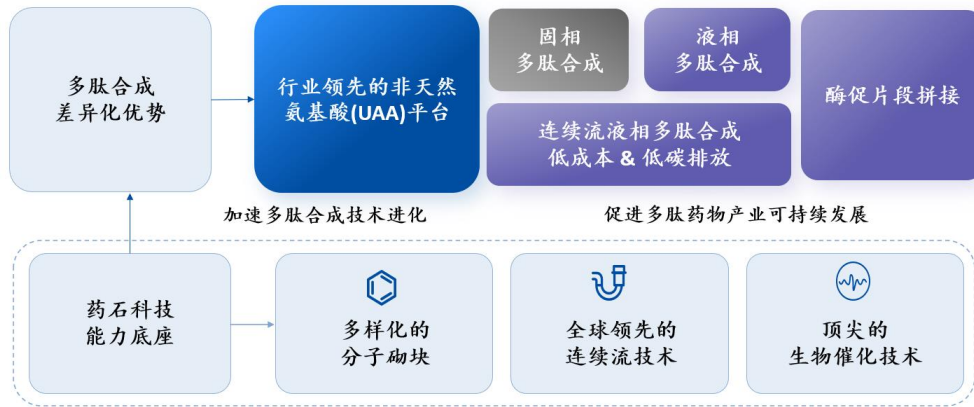 多肽合成
差异化优势
行业领先的非天然
氨基酸(UAA)平台
固相
多肽合成
液相
多肽合成
连续流液相多肽合成
低成本 & 低碳排放
酶促片段拼接
加速多肽合成技术进化
促进多肽药物产业可持续发展
药石科技
能力底座
多样化的
分子砌块
全球领先的
连续流技术
顶尖的
生物催化技术